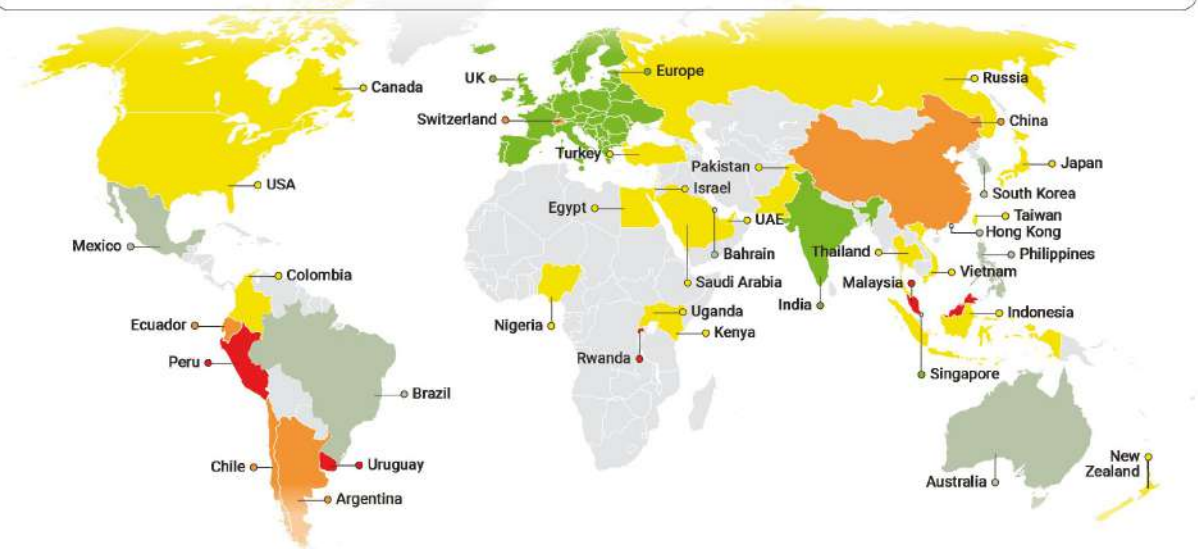 Canada
UK
Europe
Russia
Switzerland
China
Turkey
Pakistan
Japan
USA
Israel
South Korea
Egypt
UAE
Taiwan
Mexico
Hong Kong
Bahrain
Thailand
Philippines
Colombia
Saudi Arabia
Malaysia
Vietnam
India
Ecuador
Nigeria
Uganda
Kenya
Indonesia
Peru
Rwanda
Singapore
Brazil
Chile
Uruguay
Australia
New
Zealand
Argentina